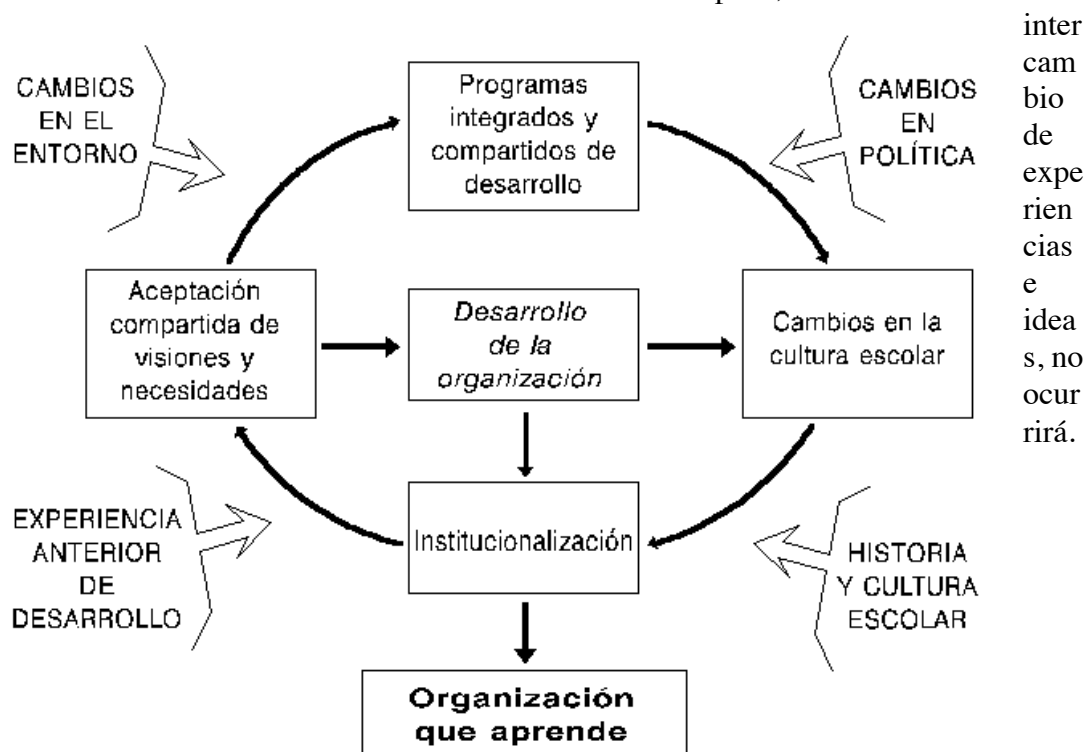 inter
cam
bio
de
expe
rien
cias
e
idea
s, no
ocur
rirá.
CAMBIOS
EN EL
ENTORNO
Programas
integrados y
compartidos de
desarrollo
CAMBIOS
EN
POLÍTICA
Aceptación
compartida de
visiones y
necesidades
Desarrollo
de la
organización
Cambios en la
cultura escolar
EXPERIENCIA
ANTERIOR
DE
DESARROLLO
Institucionalización
HISTORIA
Y CULTURA
ESCOLAR
Organización
que aprende